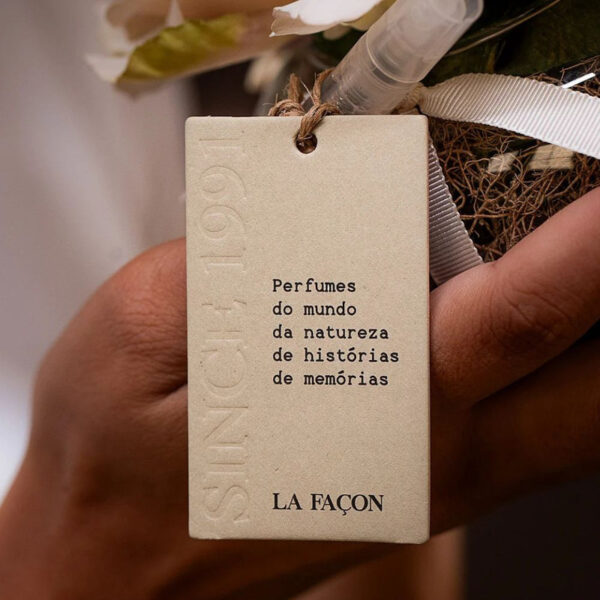 SINCE 1991
Perfumes
do mundo
da natureza
de histórias
de memórias
LA FAÇON